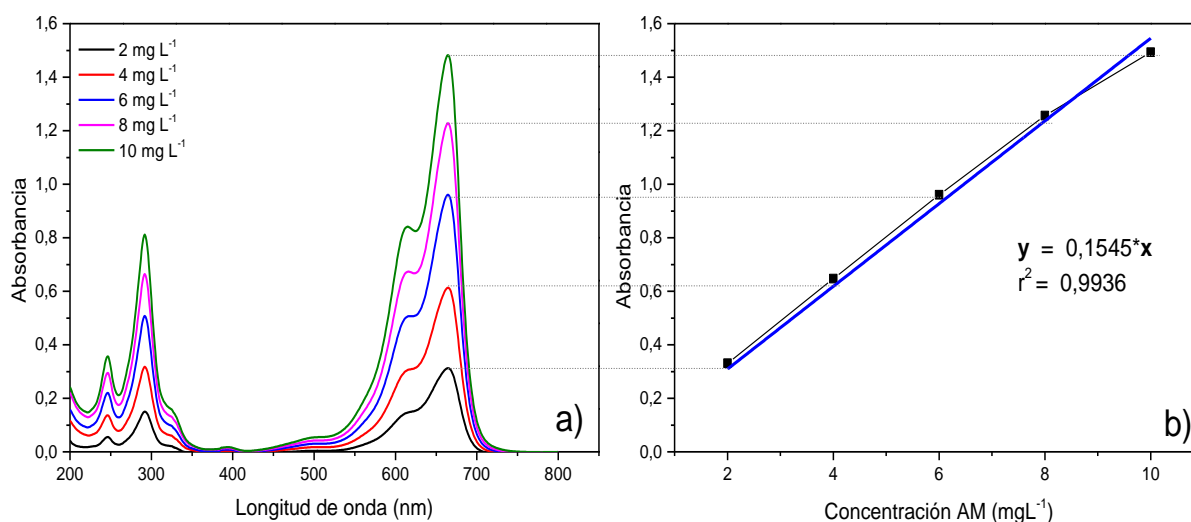 1,6
1,4
1,2
1,0
0,8
0,6
0,4
0,2
0,0
Absorbancia
2 mg L⁻¹
4 mg L⁻¹
6 mg L⁻¹
8 mg L⁻¹
10 mg L⁻¹
a)
200 300 400 500 600 700 800
Longitud de onda (nm)
1,6
1,4
1,2
1,0
0,8
0,6
0,4
0,2
0,0
Absorbancia
y = 0,1545*x
r² = 0,9936
b)
2 4 6 8 10
Concentración AM (mgL⁻¹)